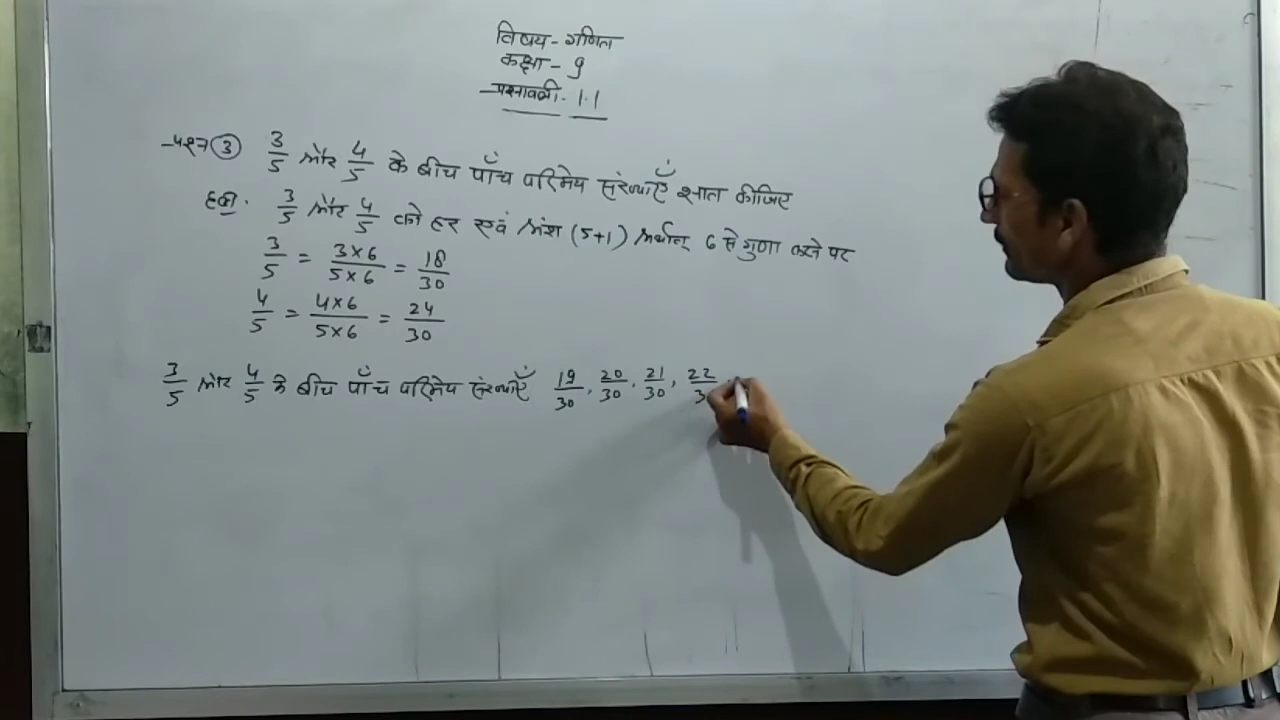 विषय - गणित
कक्षा - 9
प्रश्नावली - 1.1
प्रश्न ③ 3/5 और 4/5 के बीच पाँच परिमेय संख्याएँ ज्ञात कीजिए
हल. 3/5 और 4/5 को हर एवं अंश (5+1) अर्थात् 6 से गुणा करने पर
3/5 = 3×6/5×6 = 18/30
4/5 = 4×6/5×6 = 24/30
3/5 और 4/5 के बीच पाँच परिमेय संख्याएँ 19/30, 20/30, 21/30, 22/3